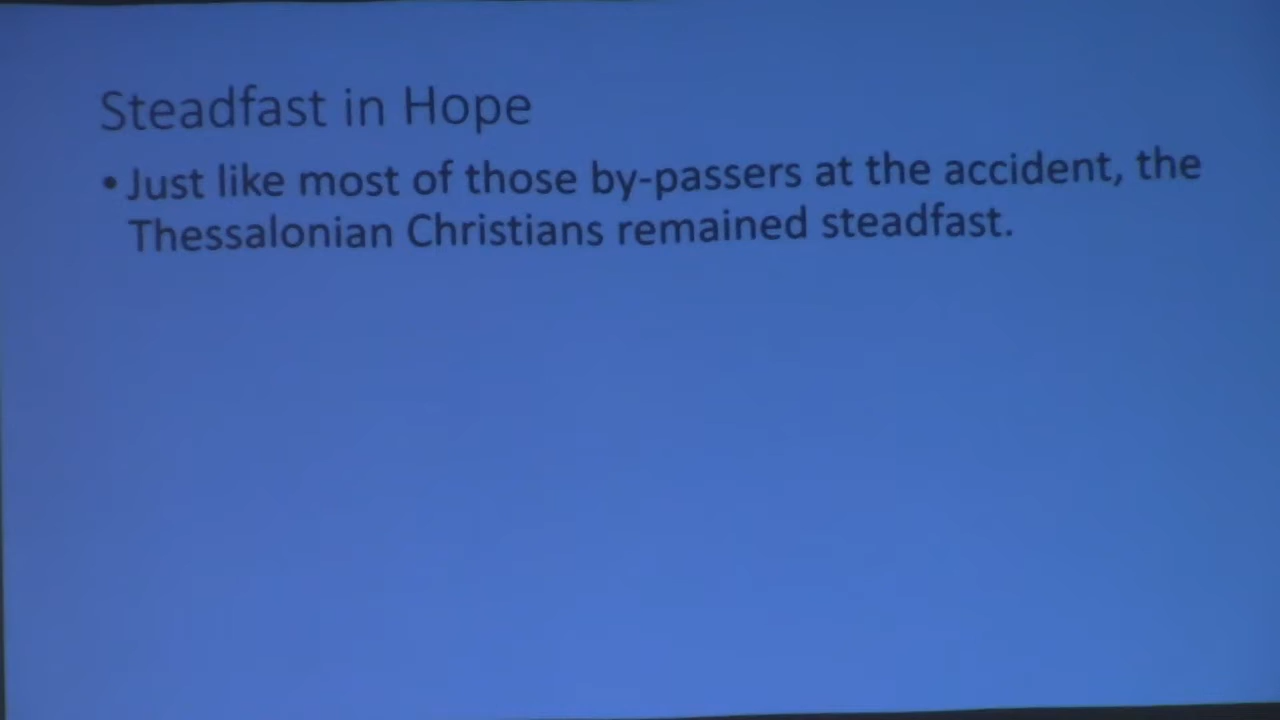 Steadfast in Hope
• Just like most of those by-passers at the accident, the
Thessalonian Christians remained steadfast.